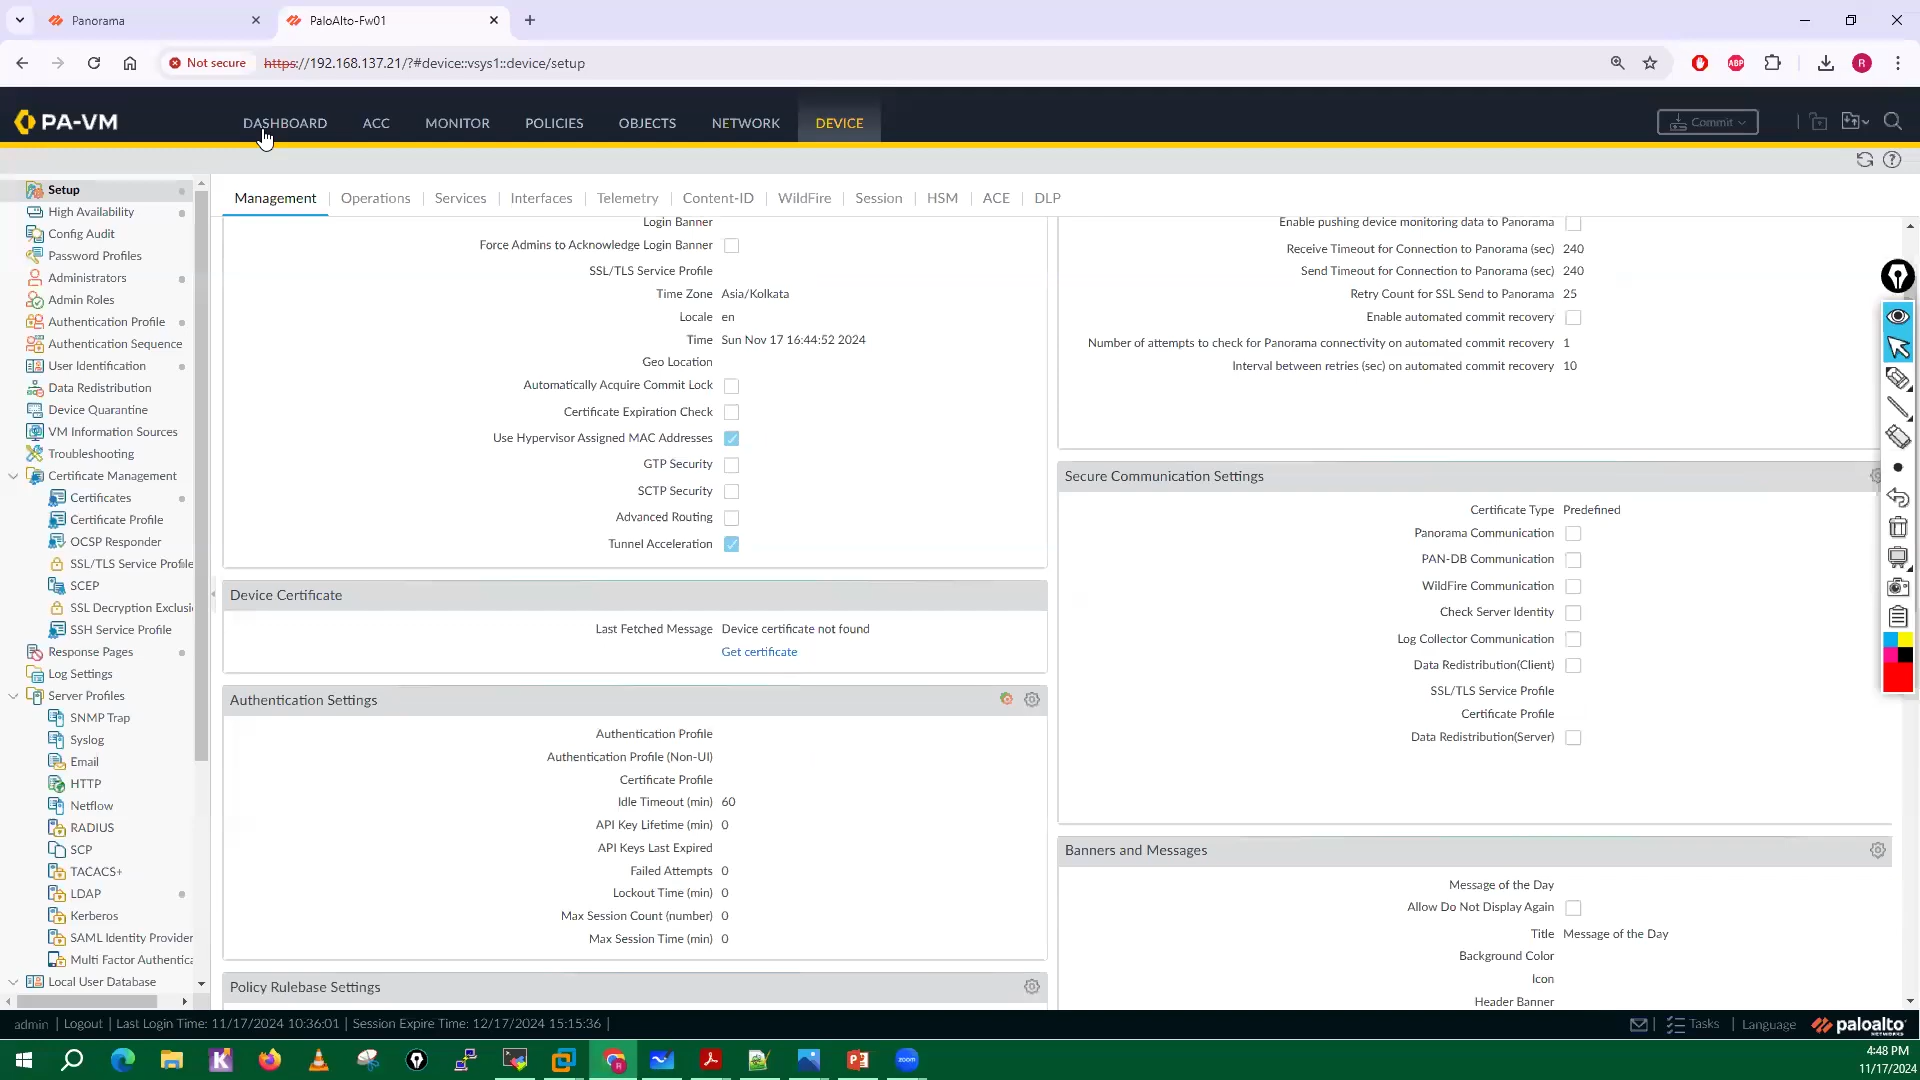 Panorama
PaloAlto-Fw01
Not secure
https://192.168.137.21/?#device::vsys1::device/setup
ABP
R
PA-VM
DASHBOARD
ACC
MONITOR
POLICIES
OBJECTS
NETWORK
DEVICE
Commit
Setup
High Availability
Config Audit
Password Profiles
Administrators
Admin Roles
Authentication Profile
Authentication Sequence
User Identification
Data Redistribution
Device Quarantine
VM Information Sources
Troubleshooting
Certificate Management
Certificates
Certificate Profile
OCSP Responder
SSL/TLS Service Profile
SCEP
SSL Decryption Exclusi
SSH Service Profile
Response Pages
Log Settings
Server Profiles
SNMP Trap
Syslog
Email
HTTP
Netflow
RADIUS
SCP
TACACS+
LDAP
Kerberos
SAML Identity Provider
Multi Factor Authentica
Local User Database
Management
Operations
Services
Interfaces
Telemetry
Content-ID
WildFire
Session
HSM
ACE
DLP
Login Banner
Force Admins to Acknowledge Login Banner
SSL/TLS Service Profile
Time Zone Asia/Kolkata
Locale en
Time Sun Nov 17 16:44:52 2024
Geo Location
Automatically Acquire Commit Lock
Certificate Expiration Check
Use Hypervisor Assigned MAC Addresses
GTP Security
SCTP Security
Advanced Routing
Tunnel Acceleration
Device Certificate
Last Fetched Message Device certificate not found
Get certificate
Authentication Settings
Authentication Profile
Authentication Profile (Non-UI)
Certificate Profile
Idle Timeout (min) 60
API Key Lifetime (min) 0
API Keys Last Expired
Failed Attempts 0
Lockout Time (min) 0
Max Session Count (number) 0
Max Session Time (min) 0
Policy Rulebase Settings
Enable pushing device monitoring data to Panorama
Receive Timeout for Connection to Panorama (sec) 240
Send Timeout for Connection to Panorama (sec) 240
Retry Count for SSL Send to Panorama 25
Enable automated commit recovery
Number of attempts to check for Panorama connectivity on automated commit recovery 1
Interval between retries (sec) on automated commit recovery 10
Secure Communication Settings
Certificate Type Predefined
Panorama Communication
PAN-DB Communication
WildFire Communication
Check Server Identity
Log Collector Communication
Data Redistribution(Client)
SSL/TLS Service Profile
Certificate Profile
Data Redistribution(Server)
Banners and Messages
Message of the Day
Allow Do Not Display Again
Title Message of the Day
Background Color
Icon
Header Banner
admin | Logout | Last Login Time: 11/17/2024 10:36:01 | Session Expire Time: 12/17/2024 15:15:36 |
Tasks | Language
paloalto
NETWORKS
zoom
4:48 PM
11/17/2024